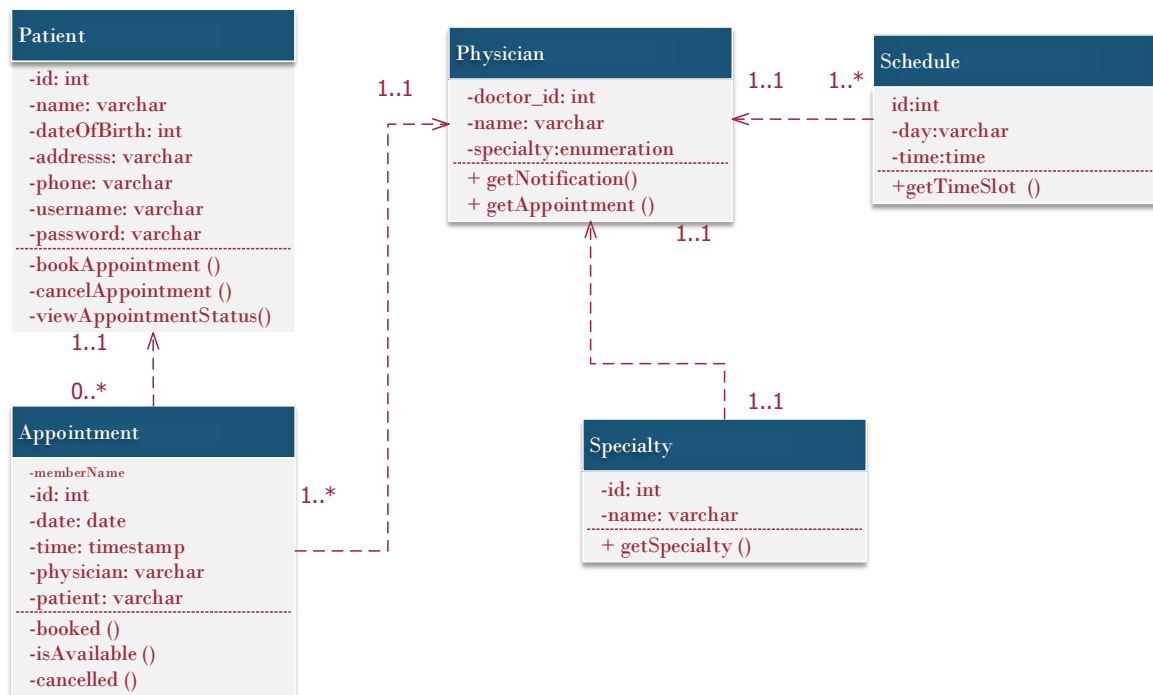 Patient
-id: int
-name: varchar
-dateOfBirth: int
-addresss: varchar
-phone: varchar
-username: varchar
-password: varchar
-bookAppointment ()
-cancelAppointment ()
-viewAppointmentStatus()
1..1
0..*
Appointment
-memberName
-id: int
-date: date
-time: timestamp
-physician: varchar
-patient: varchar
-booked ()
-isAvailable ()
-cancelled ()
1..*
1..1
Physician
-doctor_id: int
-name: varchar
-specialty:enumeration
+ getNotification()
+ getAppointment ()
1..1
1..*
Schedule
id:int
-day:varchar
-time:time
+getTimeSlot ()
1..1
1..1
Specialty
-id: int
-name: varchar
+ getSpecialty ()